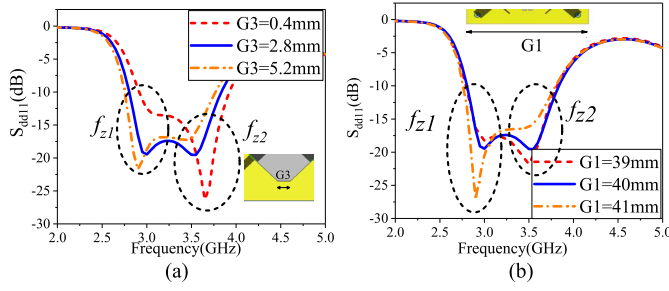 0
-5
-10
-15
-20
-25
-30
S_dd11(dB)
G3=0.4mm
G3=2.8mm
G3=5.2mm
f_z1
f_z2
G3
2.0 2.5 3.0 3.5 4.0 4.5 5.0
Frequency(GHz)
(a)
0
-5
-10
-15
-20
-25
-30
S_dd11(dB)
G1
f_z1
f_z2
G1=39mm
G1=40mm
G1=41mm
2.0 2.5 3.0 3.5 4.0 4.5 5.0
Frequency(GHz)
(b)